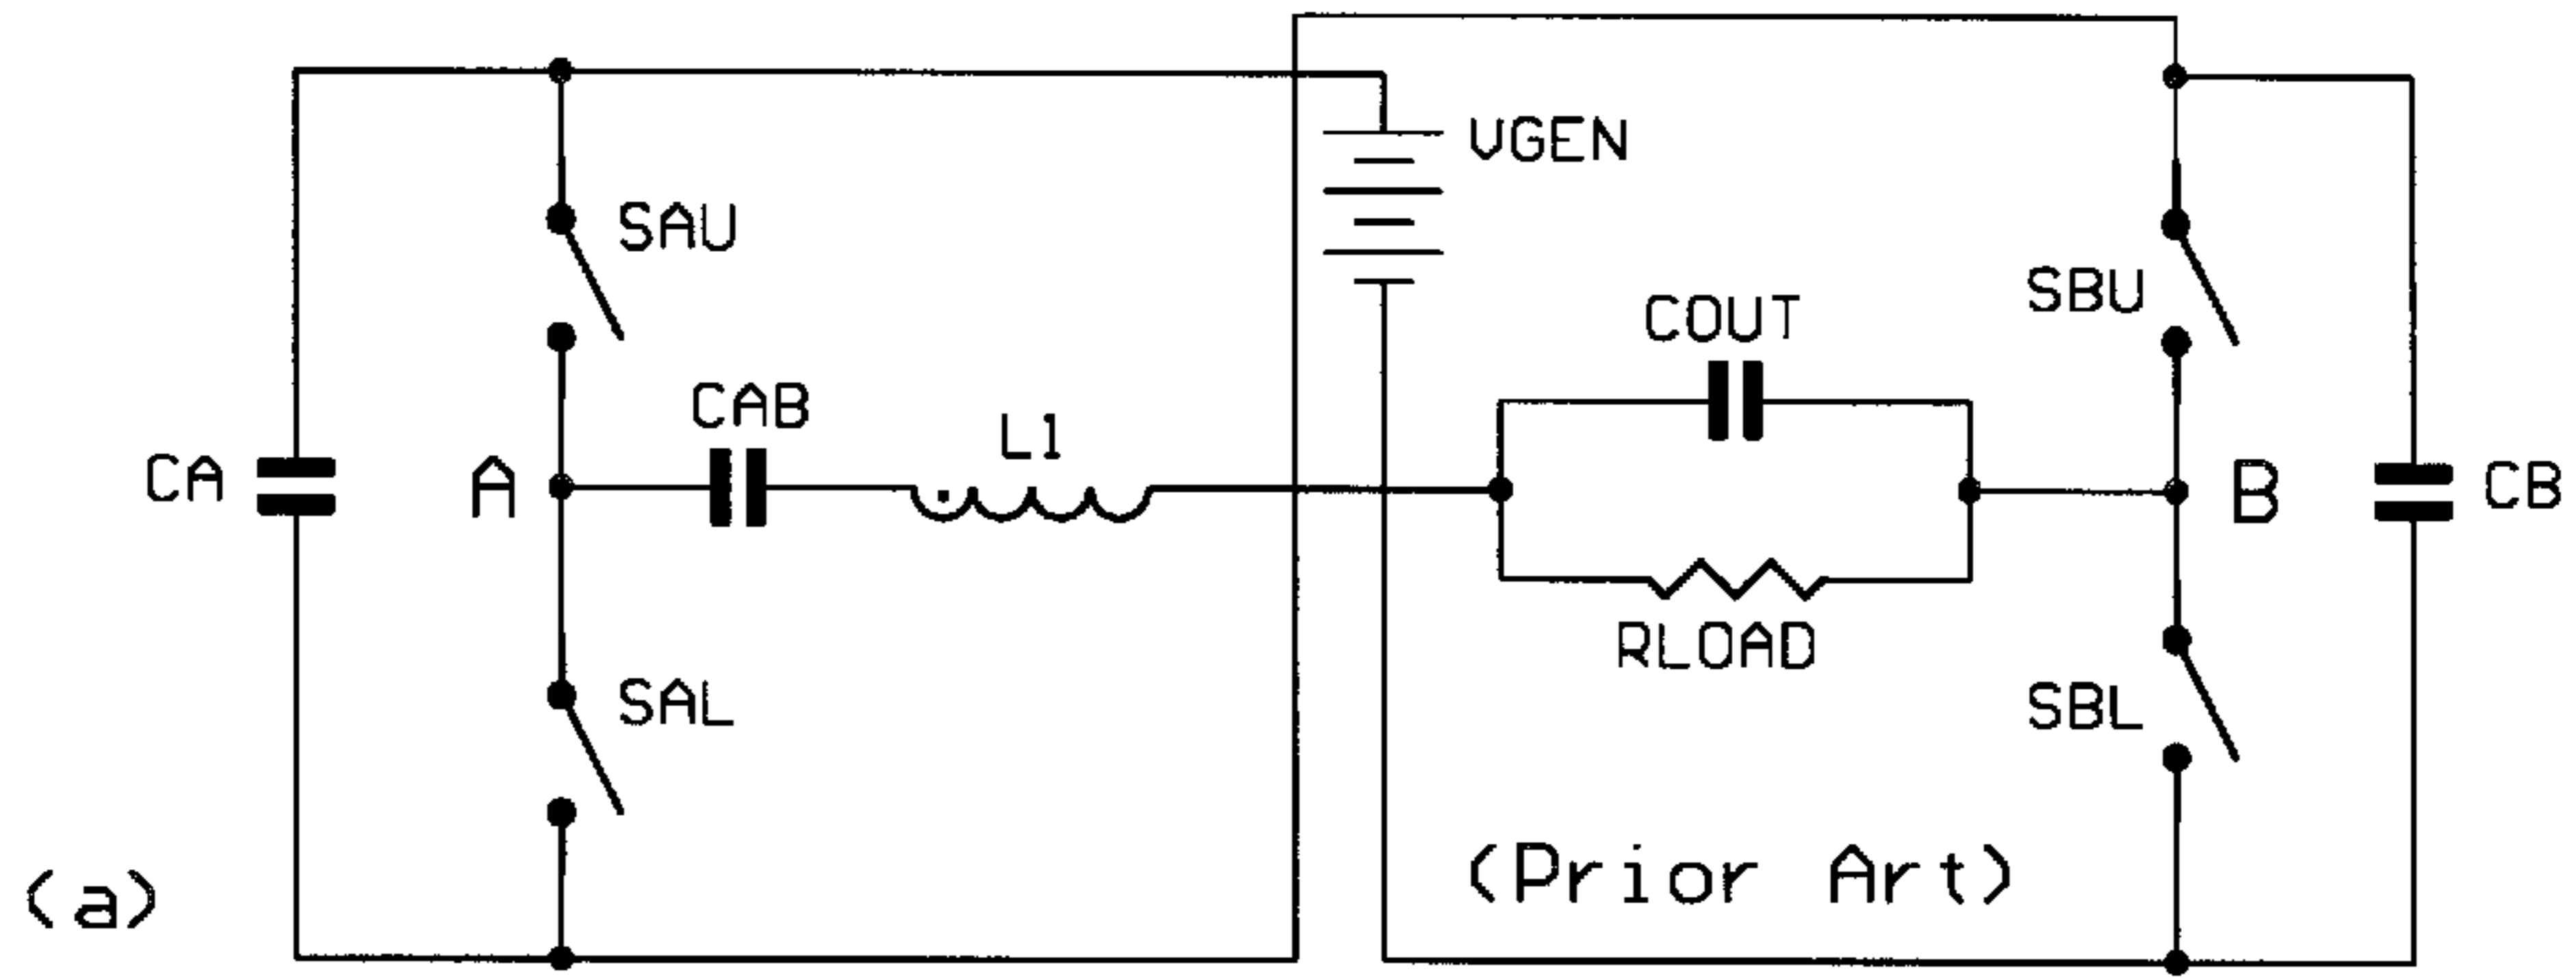 VGEN
SAU
SBU
COUT
CAB
L1
CA
A
B
CB
RLOAD
SAL
SBL
(Prior Art)
(a)